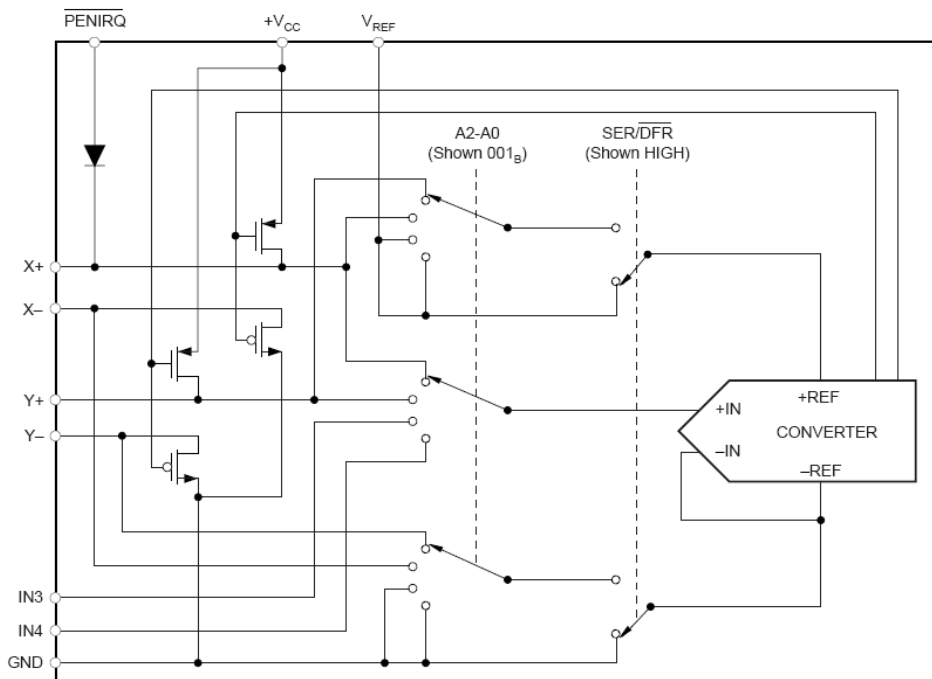 PENIRQ
+VCC
VREF
A2-A0
(Shown 001B)
SER/DFR
(Shown HIGH)
X+
X–
Y+
Y–
+IN
+REF
CONVERTER
–IN
–REF
IN3
IN4
GND